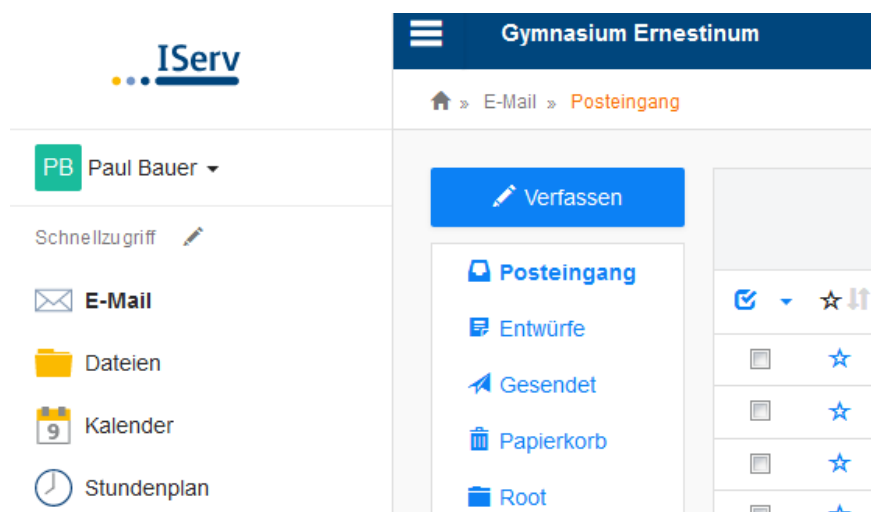 IServ
Gymnasium Ernestinum
» E-Mail » Posteingang
PB Paul Bauer
Schnellzugriff
E-Mail
Dateien
9 Kalender
Stundenplan
Verfassen
Posteingang
Entwürfe
Gesendet
Papierkorb
Root